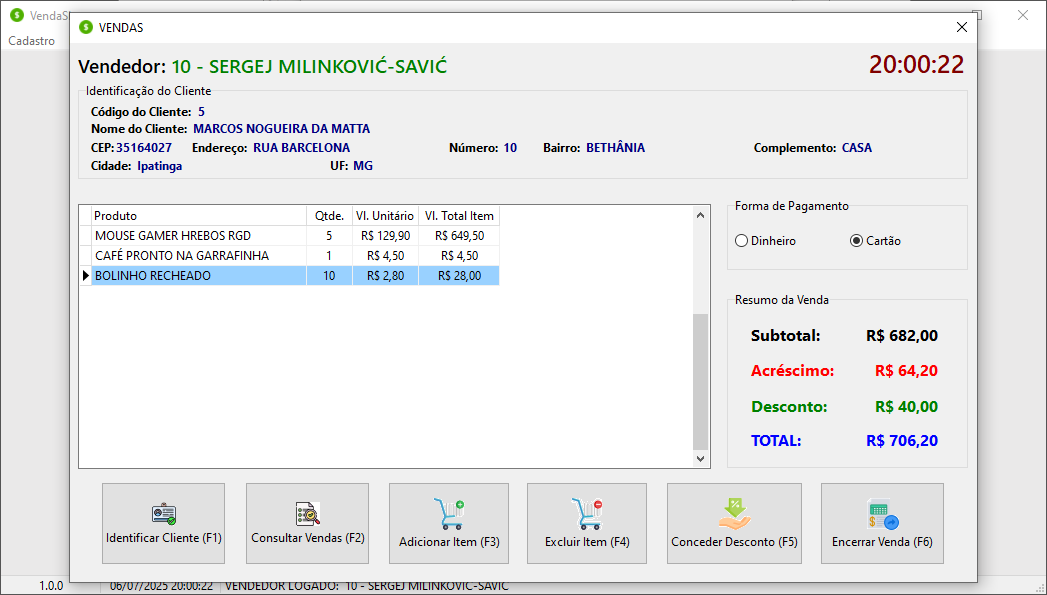 VendaS
VENDAS
Cadastro
Vendedor: 10 - SERGEJ MILINKOVIĆ-SAVIĆ 20:00:22
Identificação do Cliente
Código do Cliente: 5
Nome do Cliente: MARCOS NOGUEIRA DA MATTA
CEP: 35164027 Endereço: RUA BARCELONA Número: 10 Bairro: BETHÂNIA Complemento: CASA
Cidade: Ipatinga UF: MG
Produto Qtde. Vl. Unitário Vl. Total Item
MOUSE GAMER HREBOS RGD 5 R$ 129,90 R$ 649,50
CAFÉ PRONTO NA GARRAFINHA 1 R$ 4,50 R$ 4,50
BOLINHO RECHEADO 10 R$ 2,80 R$ 28,00
Forma de Pagamento
Dinheiro Cartão
Resumo da Venda
Subtotal: R$ 682,00
Acréscimo: R$ 64,20
Desconto: R$ 40,00
TOTAL: R$ 706,20
Identificar Cliente (F1) Consultar Vendas (F2) Adicionar Item (F3) Excluir Item (F4) Conceder Desconto (F5) Encerrar Venda (F6)
1.0.0 06/07/2025 20:00:22 VENDEDOR LOGADO: 10 - SERGEJ MILINKOVIC-SAVIC